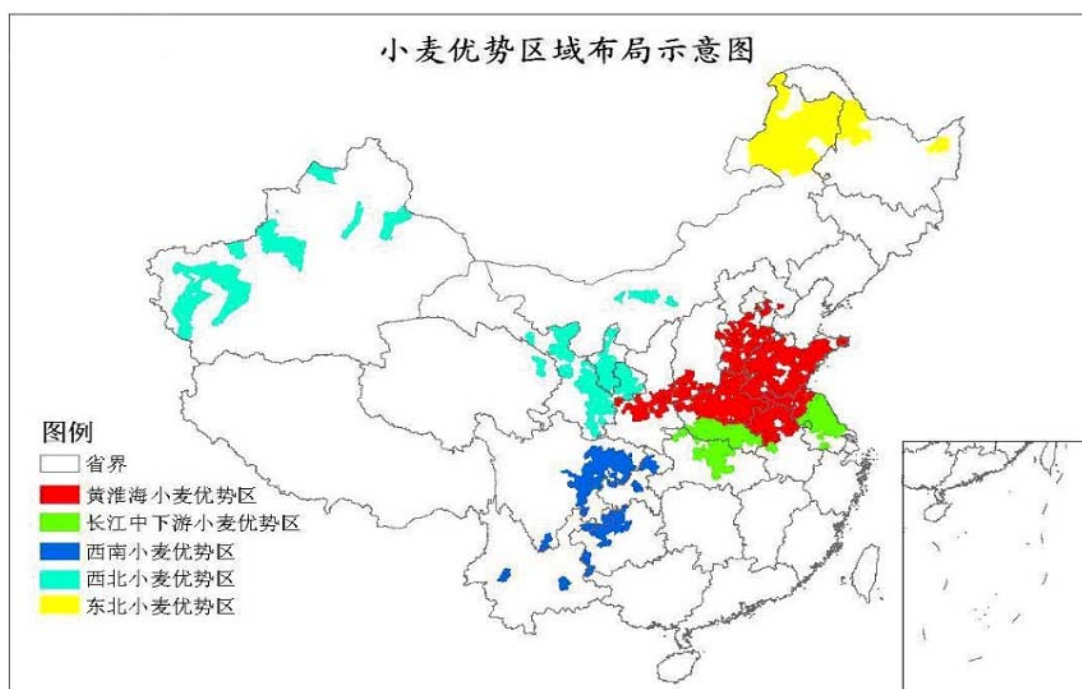 小麦优势区域布局示意图
图例
省界
黄淮海小麦优势区
长江中下游小麦优势区
西南小麦优势区
西北小麦优势区
东北小麦优势区